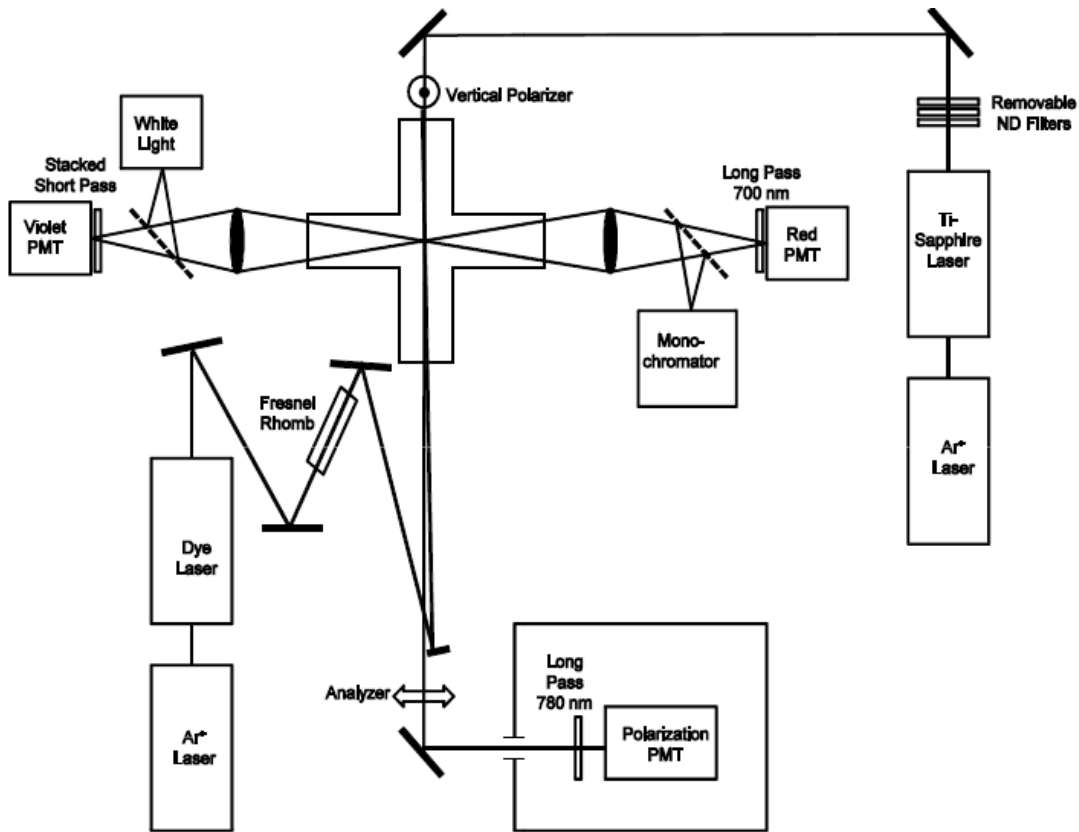 Vertical Polarizer
Removable
ND Filters
White
Light
Stacked
Short Pass
Violet
PMT
Long Pass
700 nm
Red
PMT
Ti-
Sapphire
Laser
Mono-
chromator
Fresnel
Rhomb
Ar+
Laser
Dye
Laser
Long
Pass
780 nm
Analyzer
Polarization
PMT
Ar+
Laser